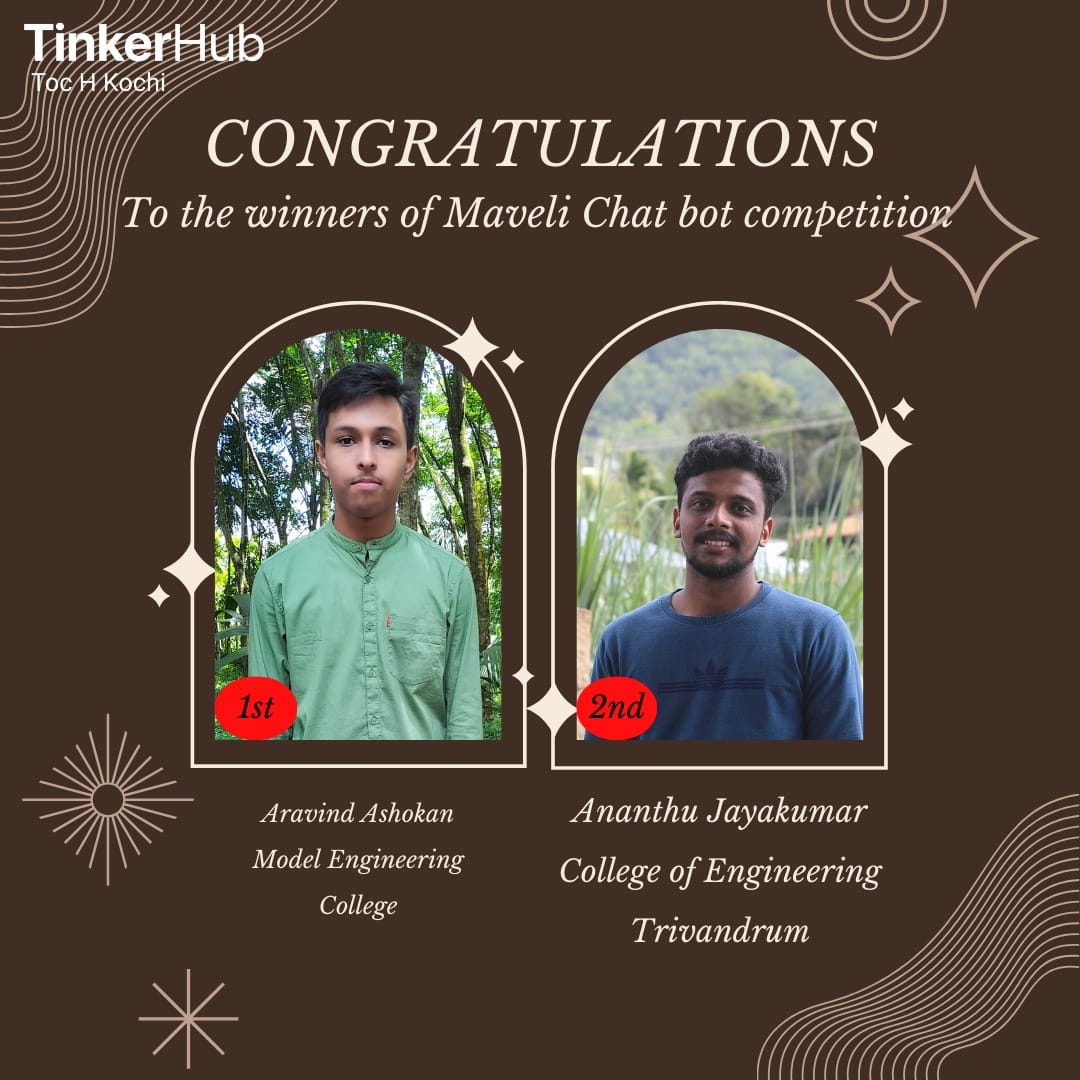 TinkerHub
Toc H Kochi
CONGRATULATIONS
To the winners of Maveli Chat bot competition
1st
2nd
Aravind Ashokan
Model Engineering
College
Ananthu Jayakumar
College of Engineering
Trivandrum